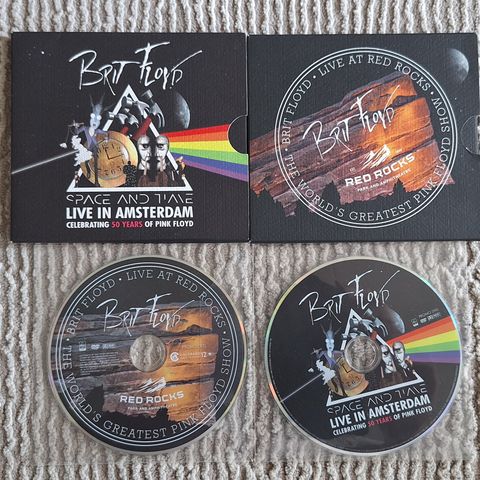 BRIT FLOYD
SPACE AND TIME
LIVE IN AMSTERDAM
CELEBRATING 50 YEARS OF PINK FLOYD
BRIT FLOYD · LIVE AT RED ROCKS · THE WORLD'S GREATEST PINK FLOYD SHOW ·
BRIT FLOYD
RED ROCKS
PARK AND AMPHITHEATRE
BRIT FLOYD · LIVE AT RED ROCKS · THE WORLD'S GREATEST PINK FLOYD SHOW ·
BRIT FLOYD
RED ROCKS
PARK AND AMPHITHEATRE
BRIT FLOYD
SPACE AND TIME
LIVE IN AMSTERDAM
CELEBRATING 50 YEARS OF PINK FLOYD